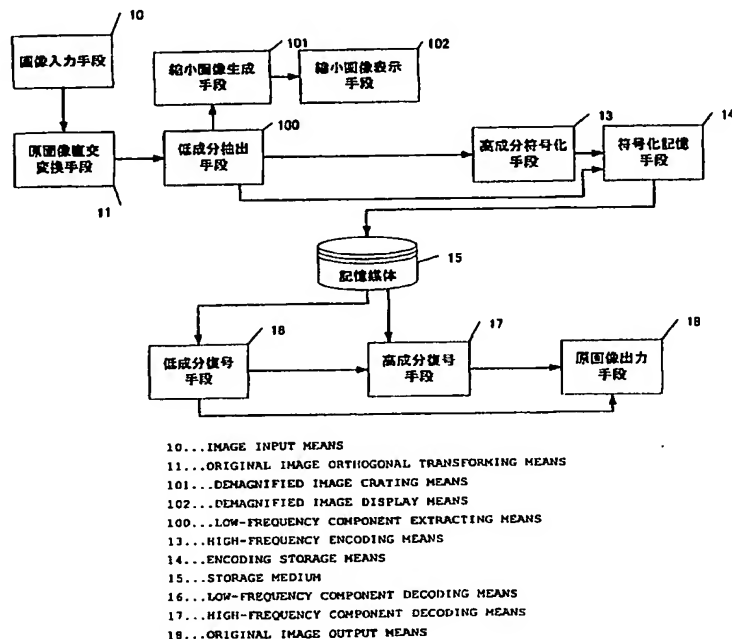 10
101
102
画像入力手段
縮小画像生成
手段
縮小画像表示
手段
100
13
14
原画像直交
変換手段
低成分抽出
手段
高成分符号化
手段
符号化記憶
手段
11
記憶媒体
15
16
17
18
低成分復号
手段
高成分復号
手段
原画像出力
手段
10...IMAGE INPUT MEANS
11...ORIGINAL IMAGE ORTHOGONAL TRANSFORMING MEANS
101...DEMAGNIFIED IMAGE CRATING MEANS
102...DEMAGNIFIED IMAGE DISPLAY MEANS
100...LOW-FREQUENCY COMPONENT EXTRACTING MEANS
13...HIGH-FREQUENCY ENCODING MEANS
14...ENCODING STORAGE MEANS
15...STORAGE MEDIUM
16...LOW-FREQUENCY COMPONENT DECODING MEANS
17...HIGH-FREQUENCY COMPONENT DECODING MEANS
18...ORIGINAL IMAGE OUTPUT MEANS